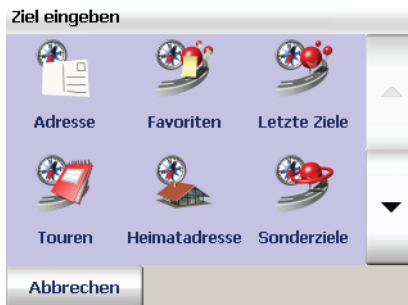 Ziel eingeben
Adresse Favoriten Letzte Ziele
Touren Heimatadresse Sonderziele
Abbrechen